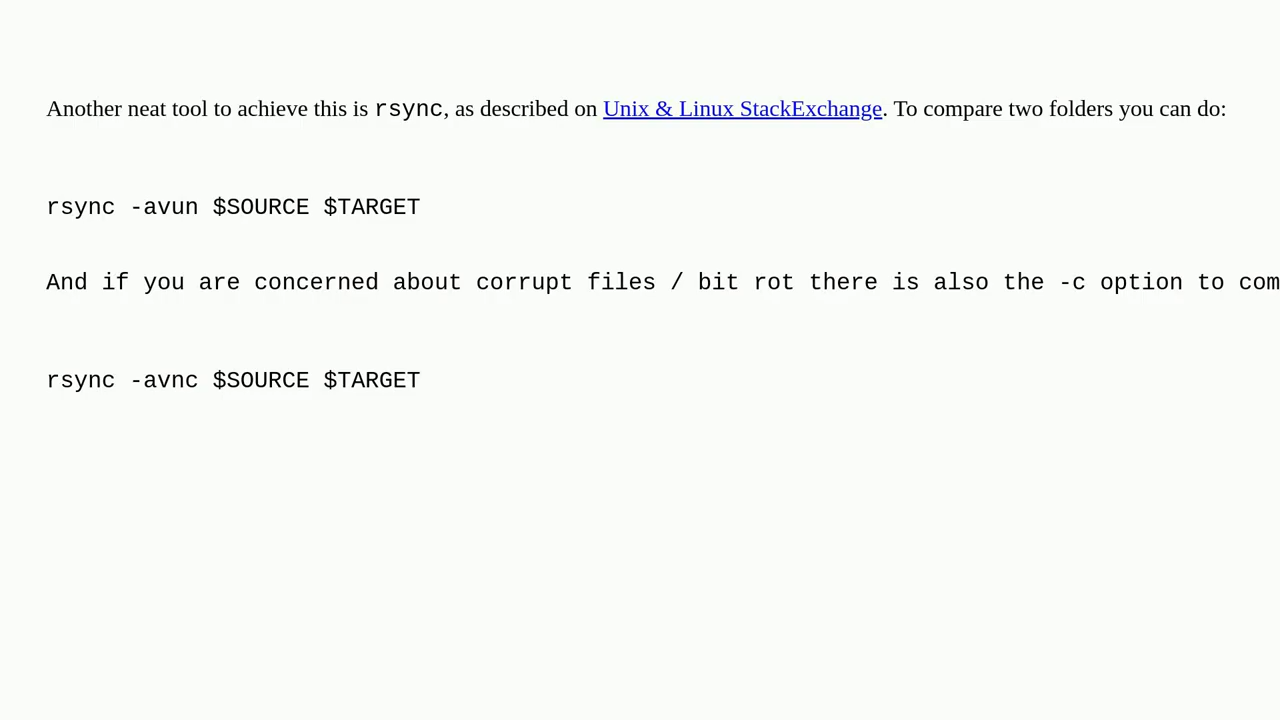 Another neat tool to achieve this is rsync, as described on Unix & Linux StackExchange. To compare two folders you can do:
rsync -avun $SOURCE $TARGET
And if you are concerned about corrupt files / bit rot there is also the -c option to com
rsync -avnc $SOURCE $TARGET